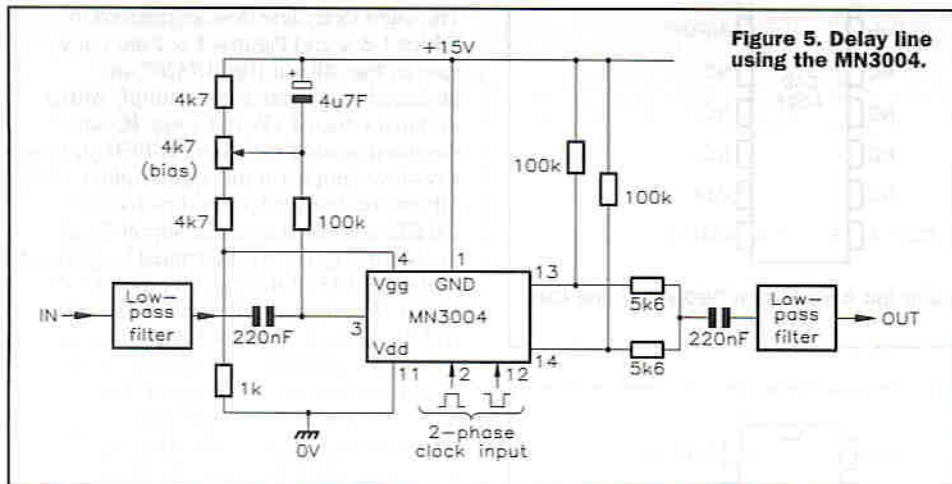 Figure 5. Delay line
using the MN3004.
+15V
4k7
+
4u7F
4k7
(bias)
100k
100k
100k
4k7
4
1
13
Vgg
GND
MN3004
5k6
IN
Low-
pass
filter
220nF
3
Vdd
14
5k6
220nF
Low-
pass
filter
OUT
11
2
12
1k
0V
2-phase
clock input